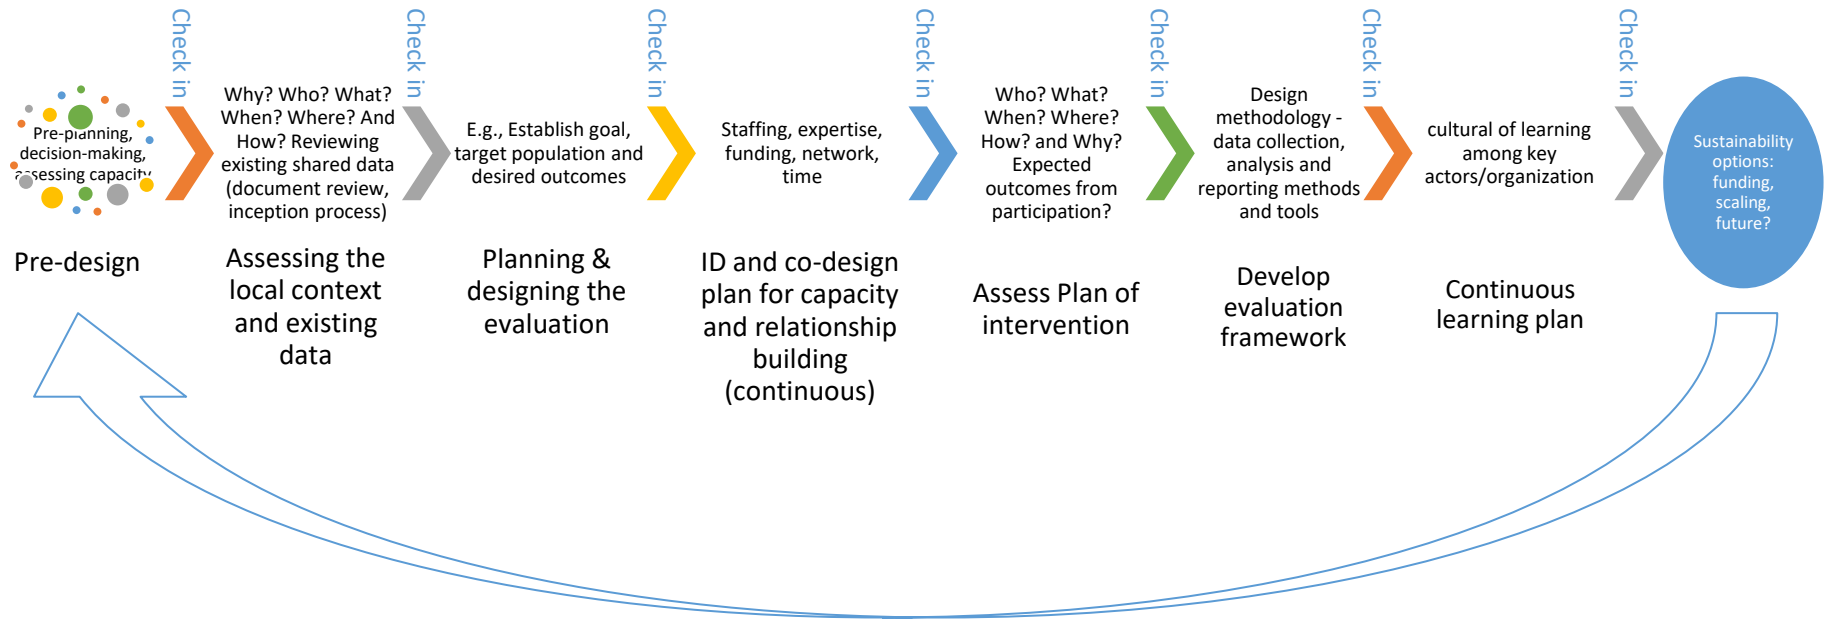 Check in
Check in
Check in
Check in
Check in
Check in
Check in
Pre-planning,
decision-making,
assessing capacity
Pre-design
Why? Who? What?
When? Where? And
How? Reviewing
existing shared data
(document review,
inception process)
Assessing the
local context
and existing
data
E.g., Establish goal,
target population and
desired outcomes
Planning &
designing the
evaluation
Staffing, expertise,
funding, network,
time
ID and co-design
plan for capacity
and relationship
building
(continuous)
Who? What?
When? Where?
How? and Why?
Expected
outcomes from
participation?
Assess Plan of
intervention
Design
methodology -
data collection,
analysis and
reporting methods
and tools
Develop
evaluation
framework
cultural of learning
among key
actors/organization
Continuous
learning plan
Sustainability
options:
funding,
scaling,
future?